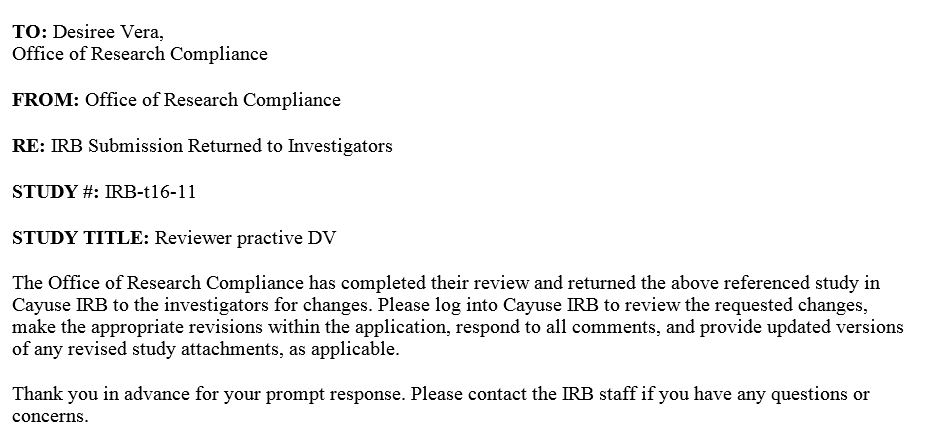 TO: Desiree Vera,
Office of Research Compliance
FROM: Office of Research Compliance
RE: IRB Submission Returned to Investigators
STUDY #: IRB-t16-11
STUDY TITLE: Reviewer practive DV
The Office of Research Compliance has completed their review and returned the above referenced study in
Cayuse IRB to the investigators for changes. Please log into Cayuse IRB to review the requested changes,
make the appropriate revisions within the application, respond to all comments, and provide updated versions
of any revised study attachments, as applicable.
Thank you in advance for your prompt response. Please contact the IRB staff if you have any questions or
concerns.